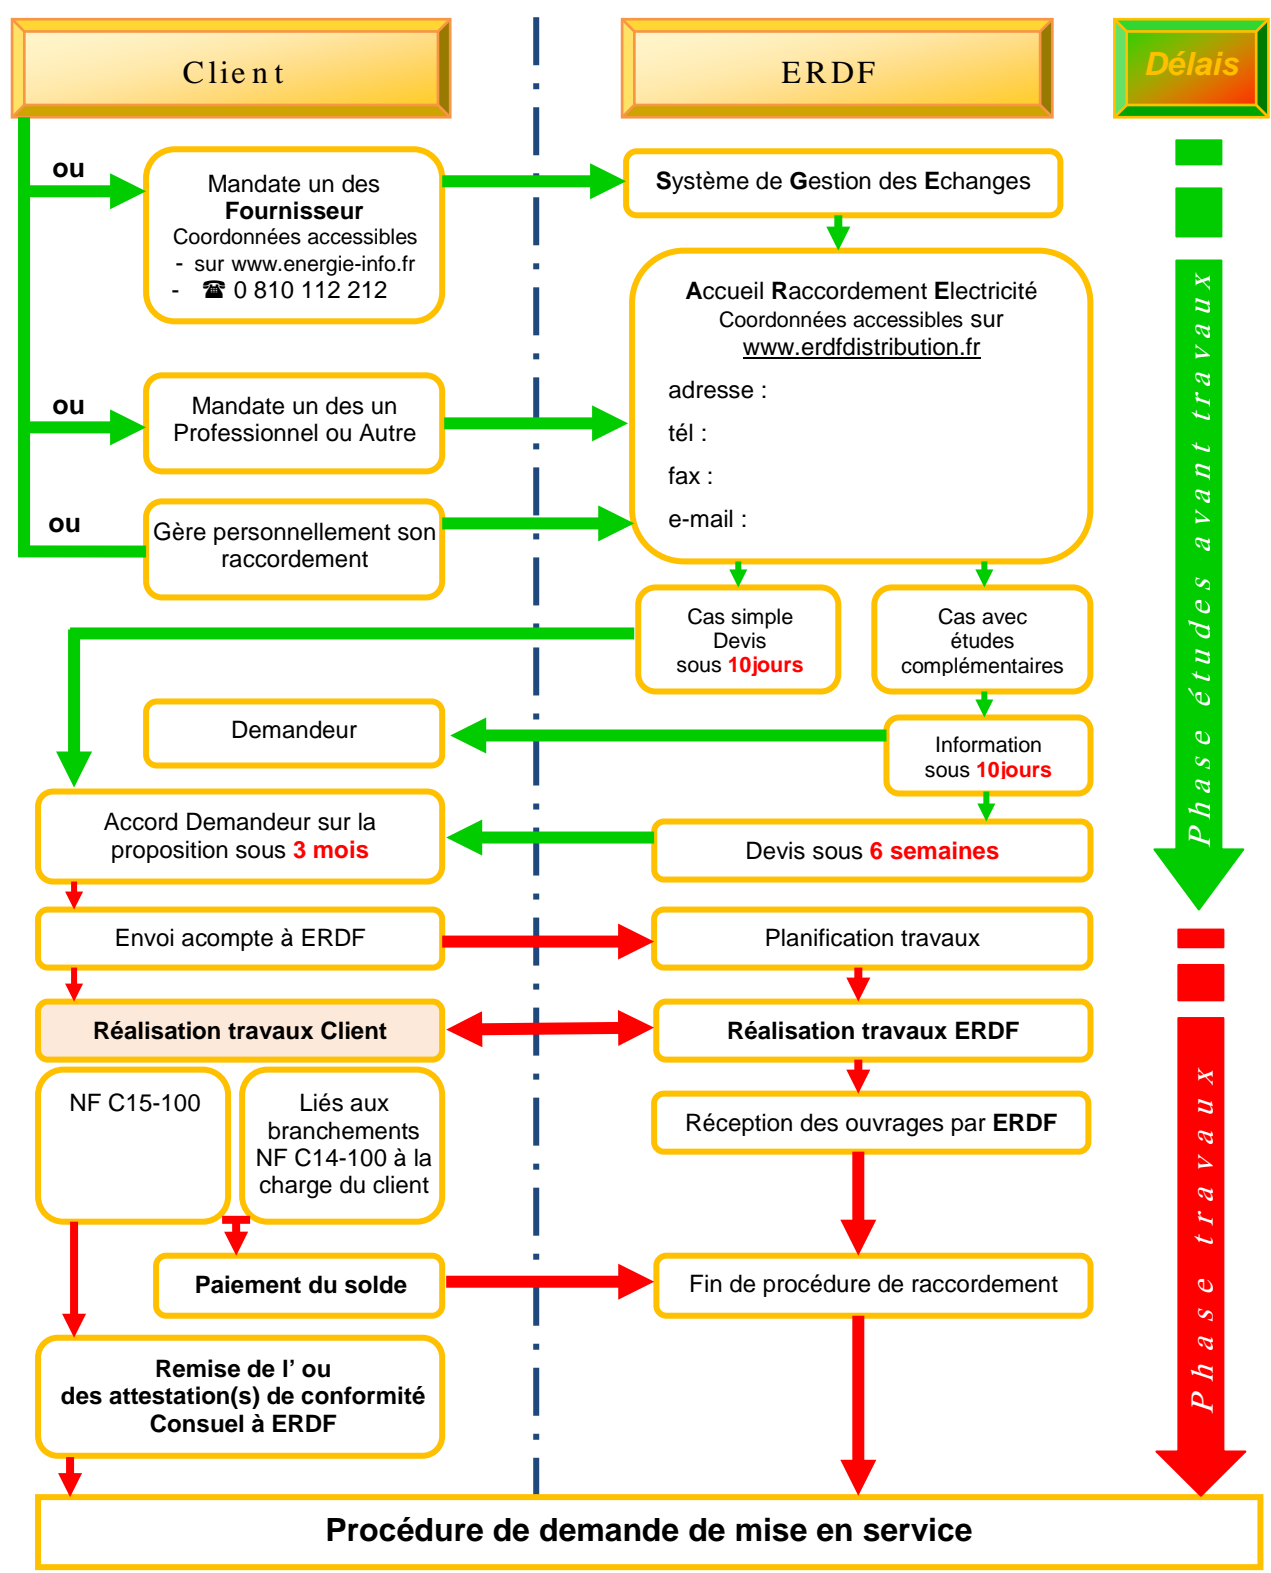 Client
ERDF
Délais
ou
Mandate un des
Fournisseur
Coordonnées accessibles
- sur www.energie-info.fr
- ☎ 0 810 112 212
Système de Gestion des Echanges
Accueil Raccordement Electricité
Coordonnées accessibles sur
www.erdfdistribution.fr
adresse :
tél :
fax :
e-mail :
ou
Mandate un des un
Professionnel ou Autre
ou
Gère personnellement son
raccordement
Cas simple
Devis
sous 10jours
Cas avec
études
complémentaires
Demandeur
Information
sous 10jours
Accord Demandeur sur la
proposition sous 3 mois
Devis sous 6 semaines
Phase études avant travaux
Envoi acompte à ERDF
Planification travaux
Réalisation travaux Client
Réalisation travaux ERDF
NF C15-100
Liés aux
branchements
NF C14-100 à la
charge du client
Réception des ouvrages par ERDF
Paiement du solde
Fin de procédure de raccordement
Remise de l’ ou
des attestation(s) de conformité
Consuel à ERDF
Phase travaux
Procédure de demande de mise en service